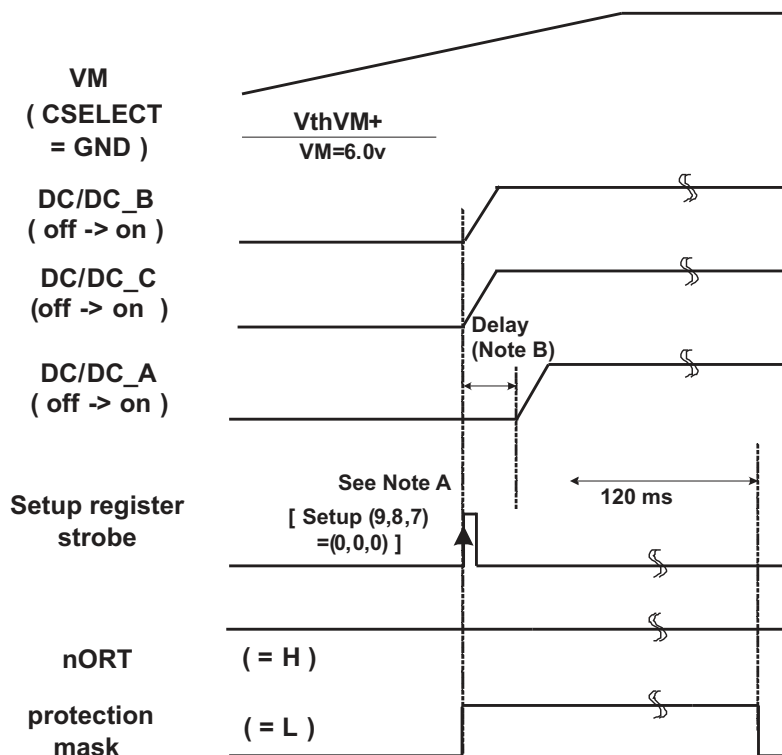 VM
( CSELECT
= GND )
VthVM+
VM=6.0v
DC/DC_B
( off -> on )
DC/DC_C
(off -> on )
Delay
(Note B)
DC/DC_A
( off -> on )
See Note A
120 ms
Setup register
strobe
[ Setup (9,8,7)
=(0,0,0) ]
nORT
( = H )
protection
mask
( = L )